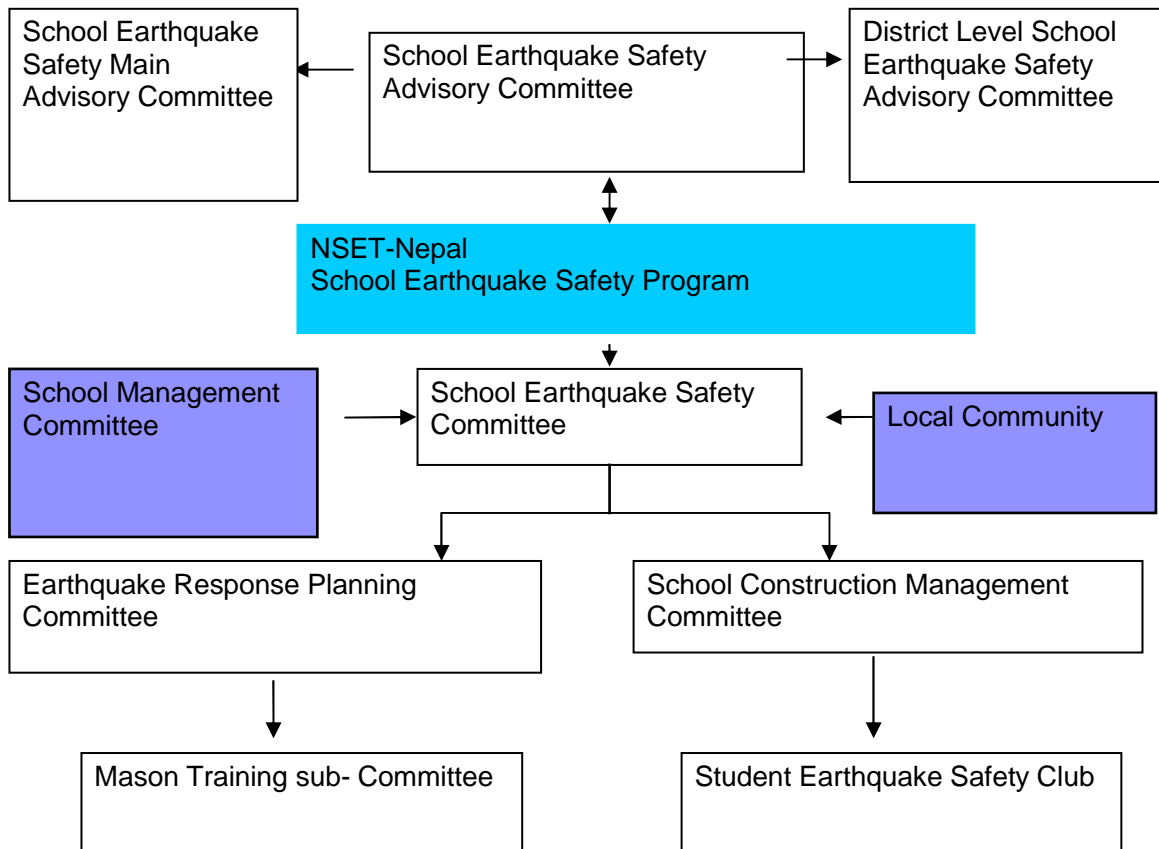 School Earthquake
Safety Main
Advisory Committee
School Earthquake Safety
Advisory Committee
District Level School
Earthquake Safety
Advisory Committee
NSET-Nepal
School Earthquake Safety Program
School Management
Committee
School Earthquake Safety
Committee
Local Community
Earthquake Response Planning
Committee
School Construction Management
Committee
Mason Training sub- Committee
Student Earthquake Safety Club